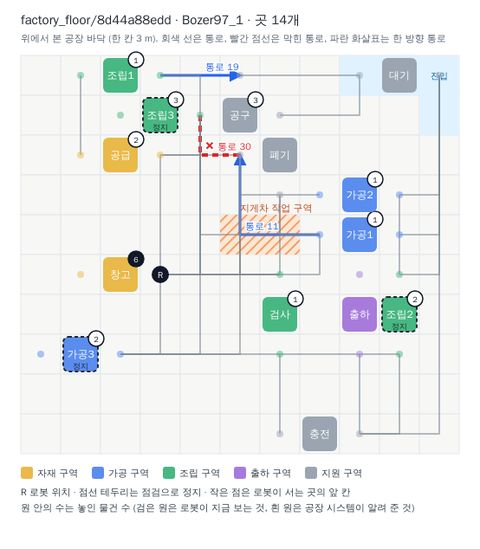 factory_floor/8d44a88edd · Bozer97_1 · 곳 14개
위에서 본 공장 바닥 (한 칸 3 m). 회색 선은 통로, 빨간 점선은 막힌 통로, 파란 화살표는 한 방향 통로
조립1
1
통로 19
대기
진입
조립3
정지
3
공구
3
공급
2
✕ 통로 30
폐기
가공2
1
지게차 작업 구역
통로 11
가공1
1
창고
6
R
검사
1
출하
조립2
정지
2
가공3
정지
2
충전
자재 구역
가공 구역
조립 구역
출하 구역
지원 구역
R 로봇 위치 · 점선 테두리는 점검으로 정지 · 작은 점은 로봇이 서는 곳의 앞 칸
원 안의 수는 놓인 물건 수 (검은 원은 로봇이 지금 보는 것, 흰 원은 공장 시스템이 알려 준 것)